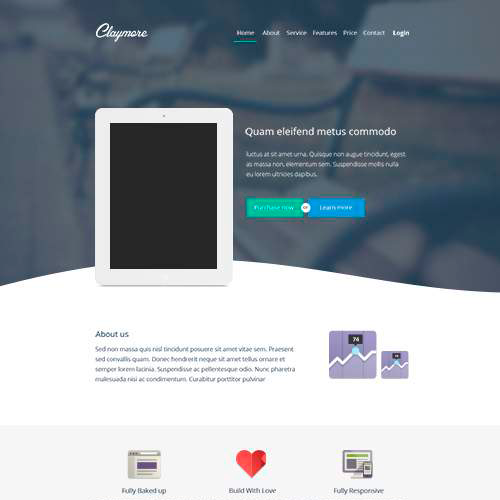 Claymore
Home About Service Features Price Contact Login
Quam eleifend metus commodo
luctus at sit amet urna. Quisque non augue tincidunt, egest
as massa non, elementum sem. Suspendisse mollis nulla
eu lorem ultricies dapibus.
Purchase now or Learn more
About us
Sed non massa quis nisl tincidunt posuere sit amet vitae sem. Praesent
sed convallis quam. Donec hendrerit neque sit amet tellus ornare et
semper lorem lacinia. Suspendisse ac pellentesque odio. Nunc pharetra
malesuada nisi ac condimentum. Curabitur porttitor pulvinar
74
74
Fully Baked up Build With Love Fully Responsive